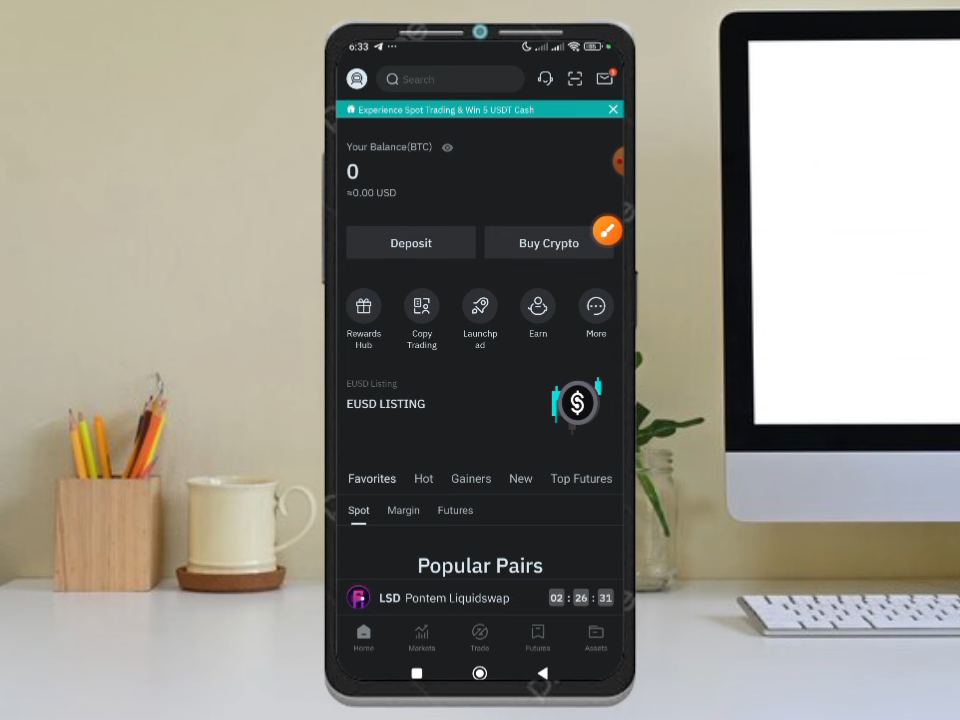 6:33
Search
Experience Spot Trading & Win 5 USDT Cash
Your Balance(BTC)
0
≈0.00 USD
Deposit
Buy Crypto
Rewards Hub
Copy Trading
Launchpad
Earn
More
EUSD Listing
EUSD LISTING
Favorites Hot Gainers New Top Futures
Spot Margin Futures
Popular Pairs
LSD Pontem Liquidswap 02 : 26 : 31
Home Markets Trade Futures Assets